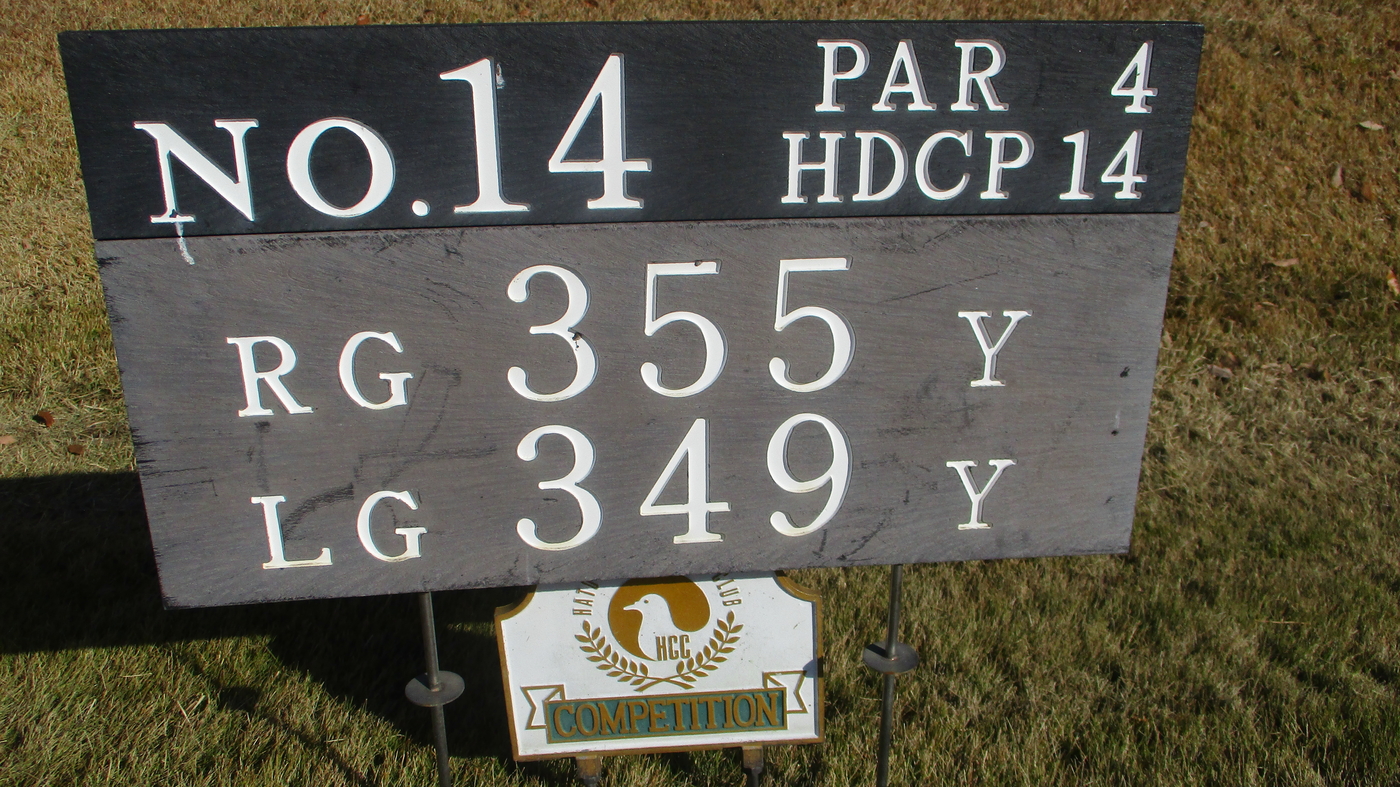 NO.14
PAR 4
HDCP 14
RG 355 Y
LG 349 Y
HCC
COMPETITION